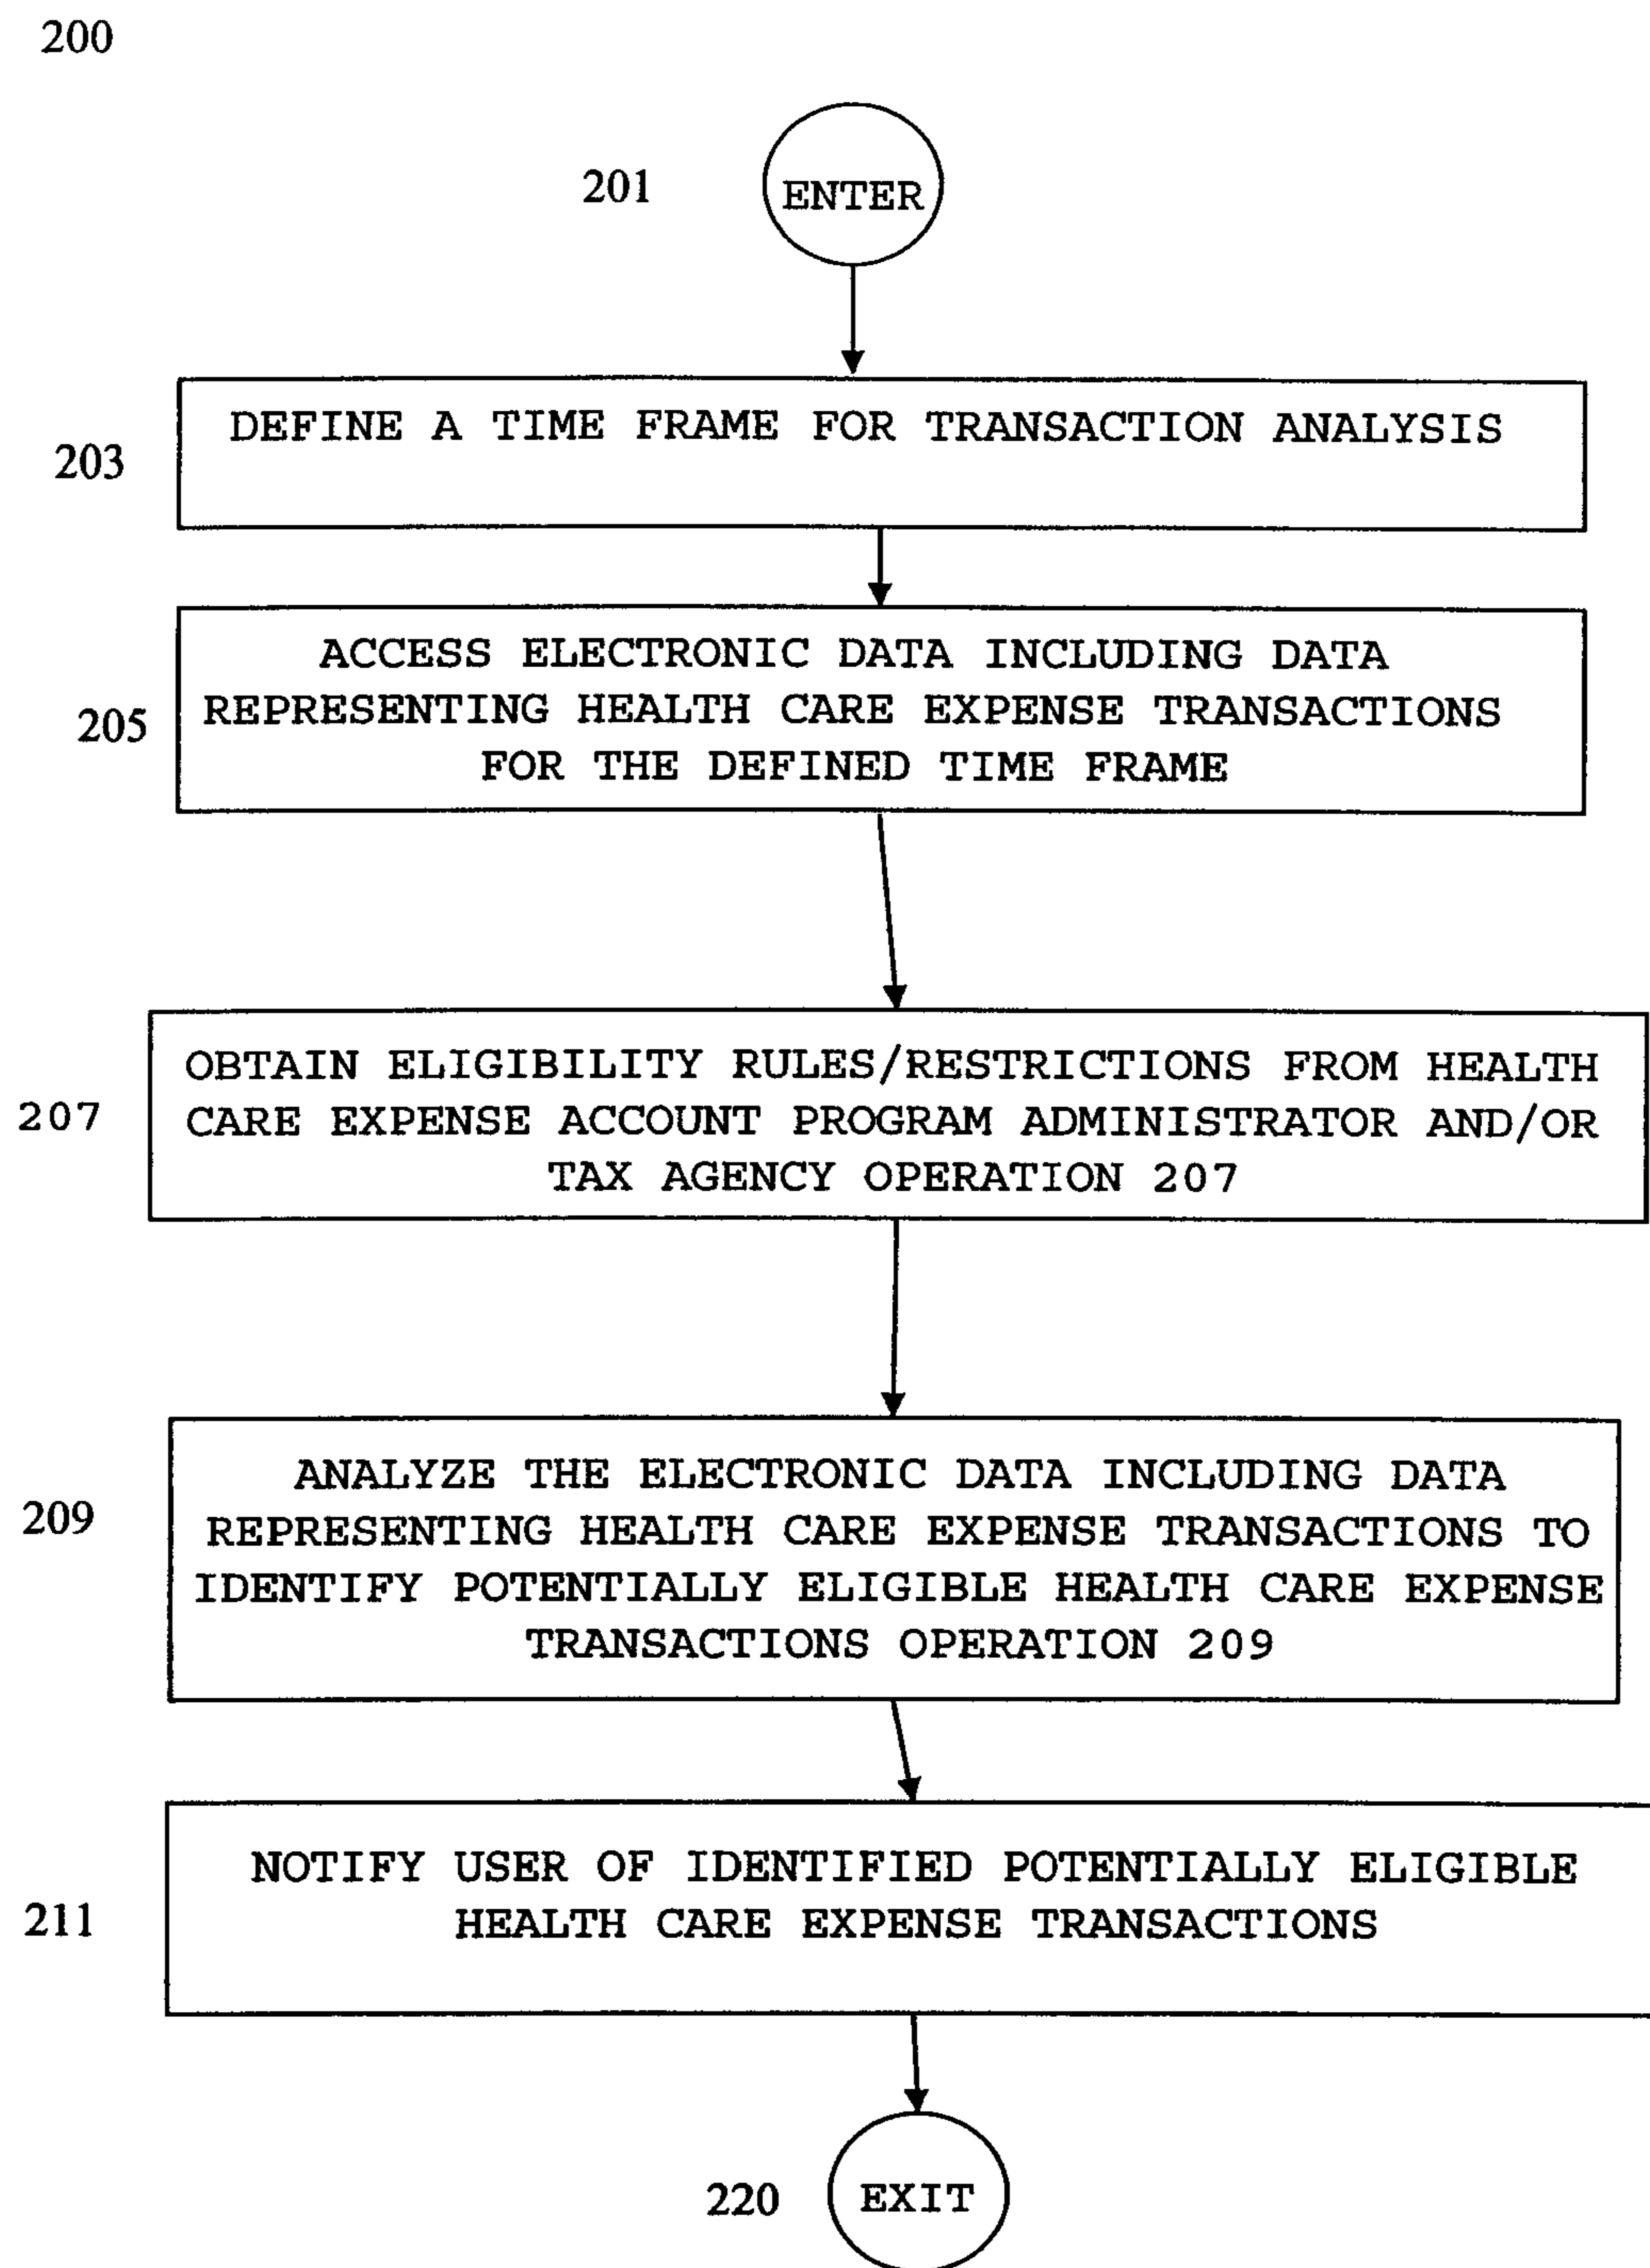 200
201
ENTER
DEFINE A TIME FRAME FOR TRANSACTION ANALYSIS
203
ACCESS ELECTRONIC DATA INCLUDING DATA
REPRESENTING HEALTH CARE EXPENSE TRANSACTIONS
FOR THE DEFINED TIME FRAME
205
OBTAIN ELIGIBILITY RULES/RESTRICTIONS FROM HEALTH
CARE EXPENSE ACCOUNT PROGRAM ADMINISTRATOR AND/OR
TAX AGENCY OPERATION 207
207
ANALYZE THE ELECTRONIC DATA INCLUDING DATA
REPRESENTING HEALTH CARE EXPENSE TRANSACTIONS TO
IDENTIFY POTENTIALLY ELIGIBLE HEALTH CARE EXPENSE
TRANSACTIONS OPERATION 209
209
NOTIFY USER OF IDENTIFIED POTENTIALLY ELIGIBLE
HEALTH CARE EXPENSE TRANSACTIONS
211
220
EXIT